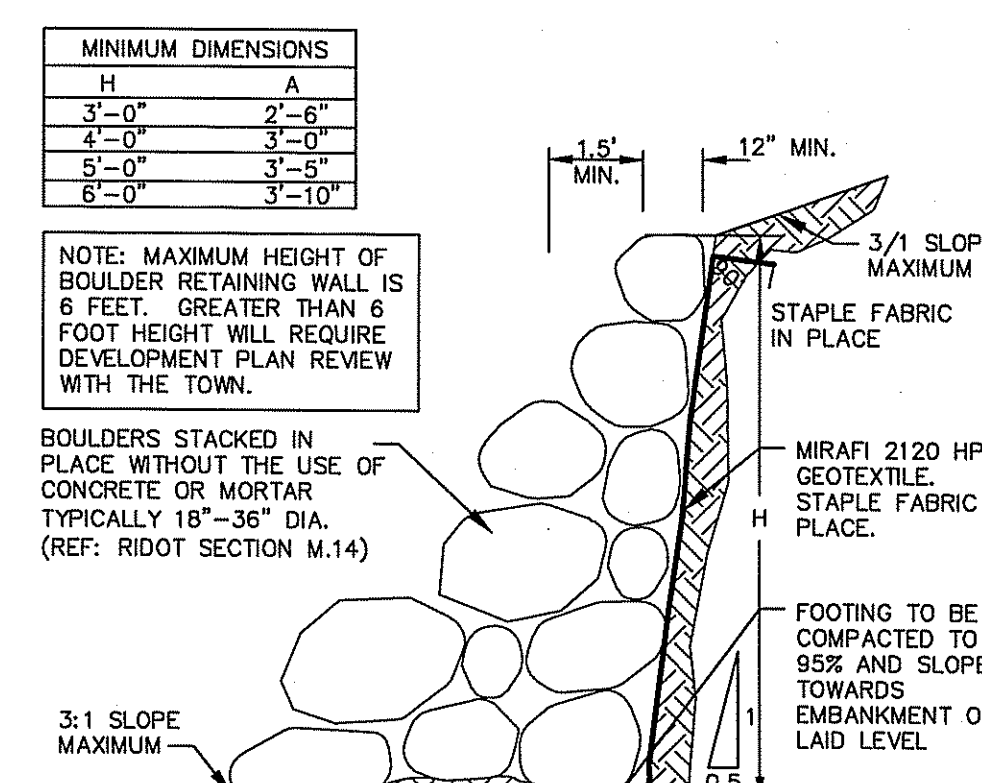 MINIMUM DIMENSIONS
H A
3'-0" 2'-6"
4'-0" 3'-0"
5'-0" 3'-5"
6'-0" 3'-10"
NOTE: MAXIMUM HEIGHT OF
BOULDER RETAINING WALL IS
6 FEET. GREATER THAN 6
FOOT HEIGHT WILL REQUIRE
DEVELOPMENT PLAN REVIEW
WITH THE TOWN.
BOULDERS STACKED IN
PLACE WITHOUT THE USE OF
CONCRETE OR MORTAR
TYPICALLY 18"-36" DIA.
(REF: RIDOT SECTION M.14)
3:1 SLOPE
MAXIMUM
1.5'
MIN.
12" MIN.
3/1 SLOP
MAXIMUM
STAPLE FABRIC
IN PLACE
MIRAFI 2120 HP
GEOTEXTILE.
STAPLE FABRIC
PLACE.
H
FOOTING TO BE
COMPACTED TO
95% AND SLOPE
TOWARDS
EMBANKMENT O
LAID LEVEL
1
0.5